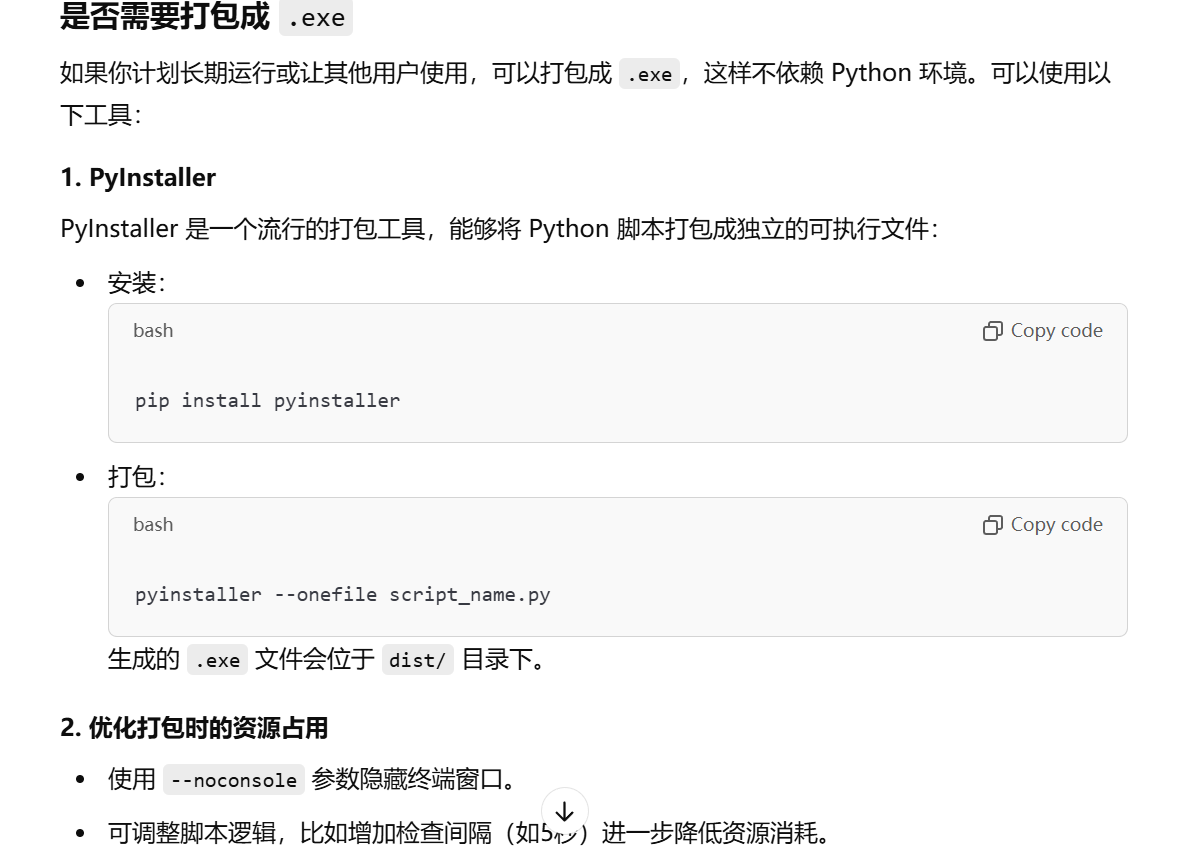 是否需要打包成 .exe
如果你计划长期运行或让其他用户使用，可以打包成 .exe，这样不依赖 Python 环境。可以使用以
下工具：
1. PyInstaller
PyInstaller 是一个流行的打包工具，能够将 Python 脚本打包成独立的可执行文件：
• 安装：
bash Copy code
pip install pyinstaller
• 打包：
bash Copy code
pyinstaller --onefile script_name.py
生成的 .exe 文件会位于 dist/ 目录下。
2. 优化打包时的资源占用
• 使用 --noconsole 参数隐藏终端窗口。
• 可调整脚本逻辑，比如增加检查间隔（如5秒）进一步降低资源消耗。